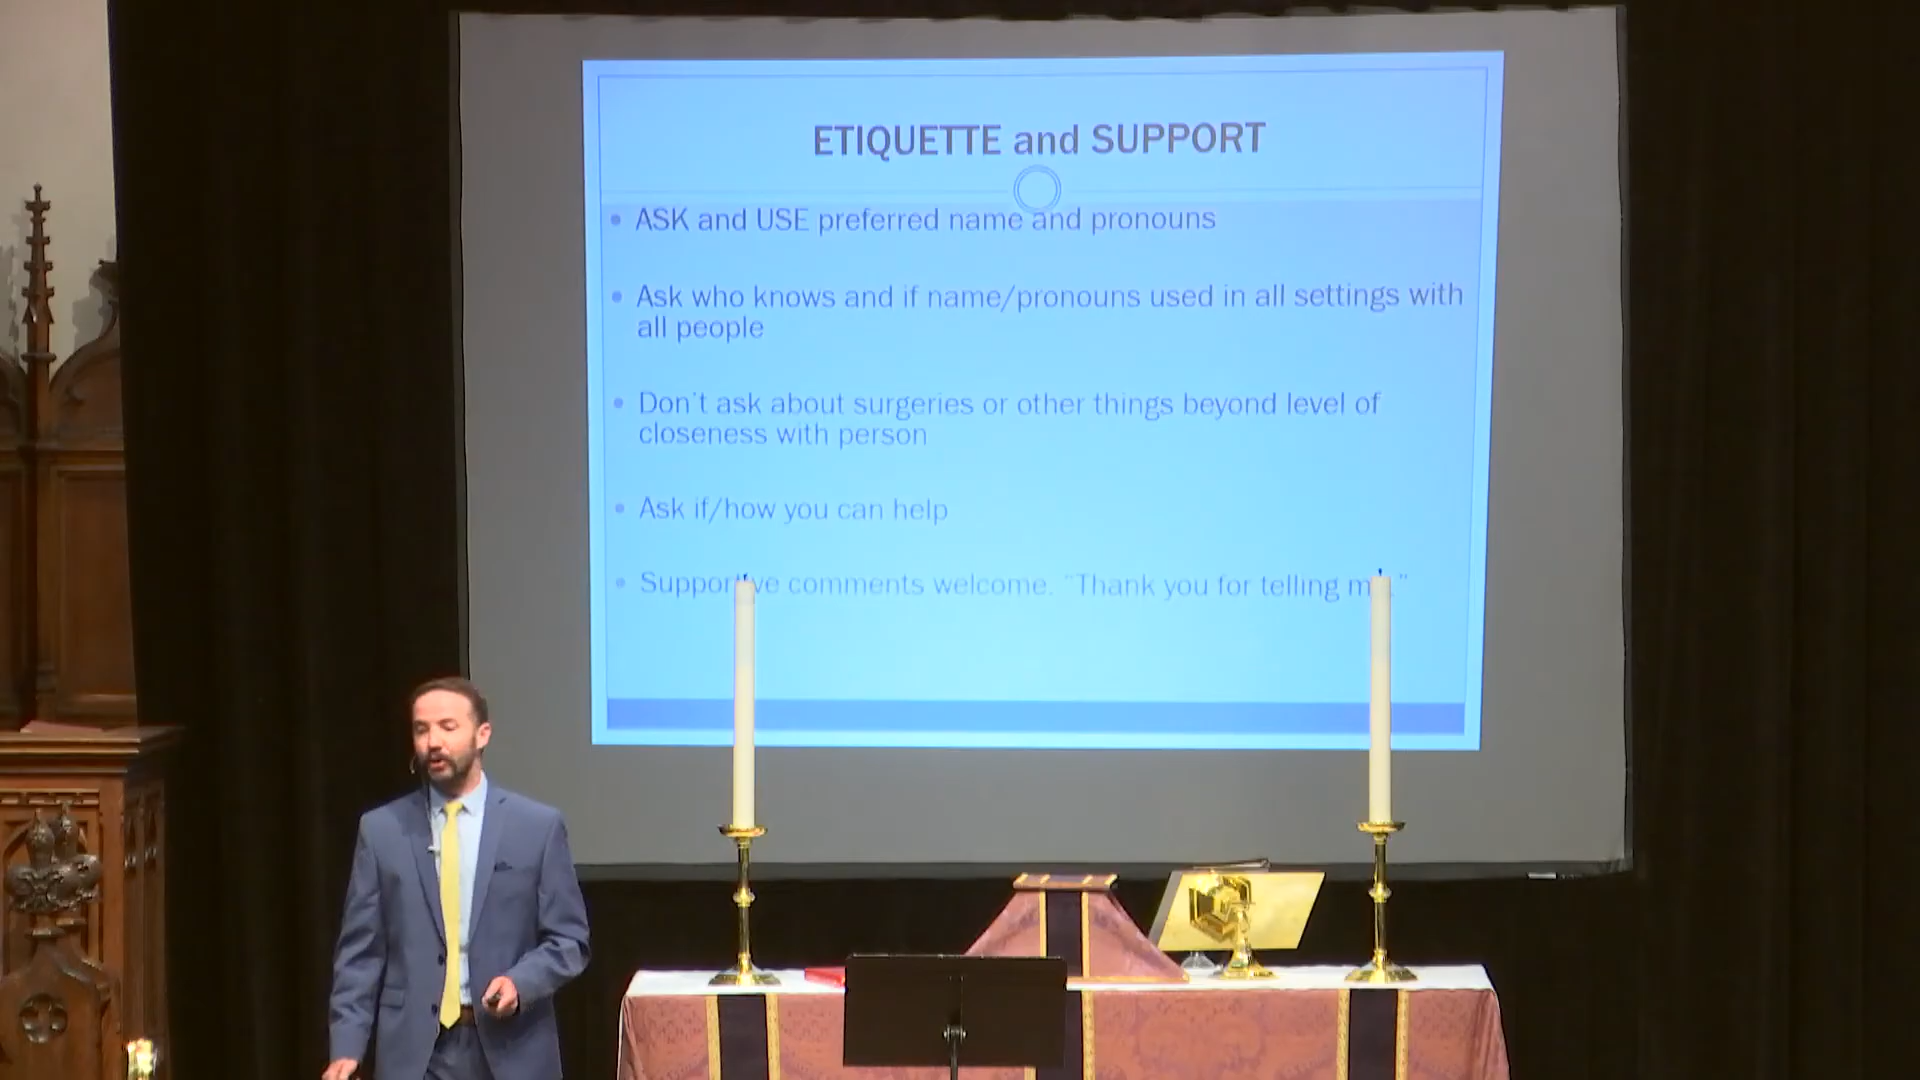 ETIQUETTE and SUPPORT
• ASK and USE preferred name and pronouns
• Ask who knows and if name/pronouns used in all settings with
all people
• Don't ask about surgeries or other things beyond level of
closeness with person
• Ask if/how you can help
• Supportive comments welcome. “Thank you for telling me.”